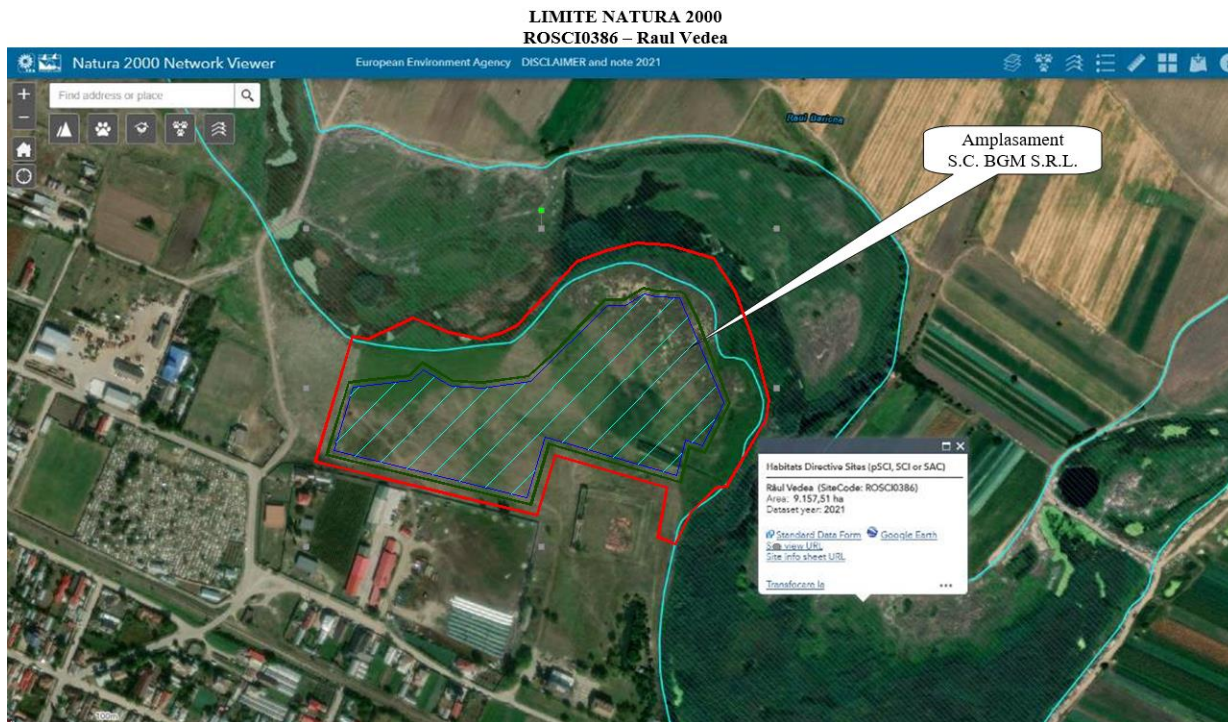 LIMITE NATURA 2000
ROSCI0386 – Raul Vedea
Natura 2000 Network Viewer
European Environment Agency DISCLAIMER and note 2021
Find address or place
Amplasament
S.C. BGM S.R.L.
Habitats Directive Sites (pSCI, SCI or SAC)
Râul Vedea (SiteCode: ROSCI0386)
Area: 9.157,51 ha
Dataset year: 2021
Standard Data Form Google Earth
view URL
Site info sheet URL
Transfocare la
100m